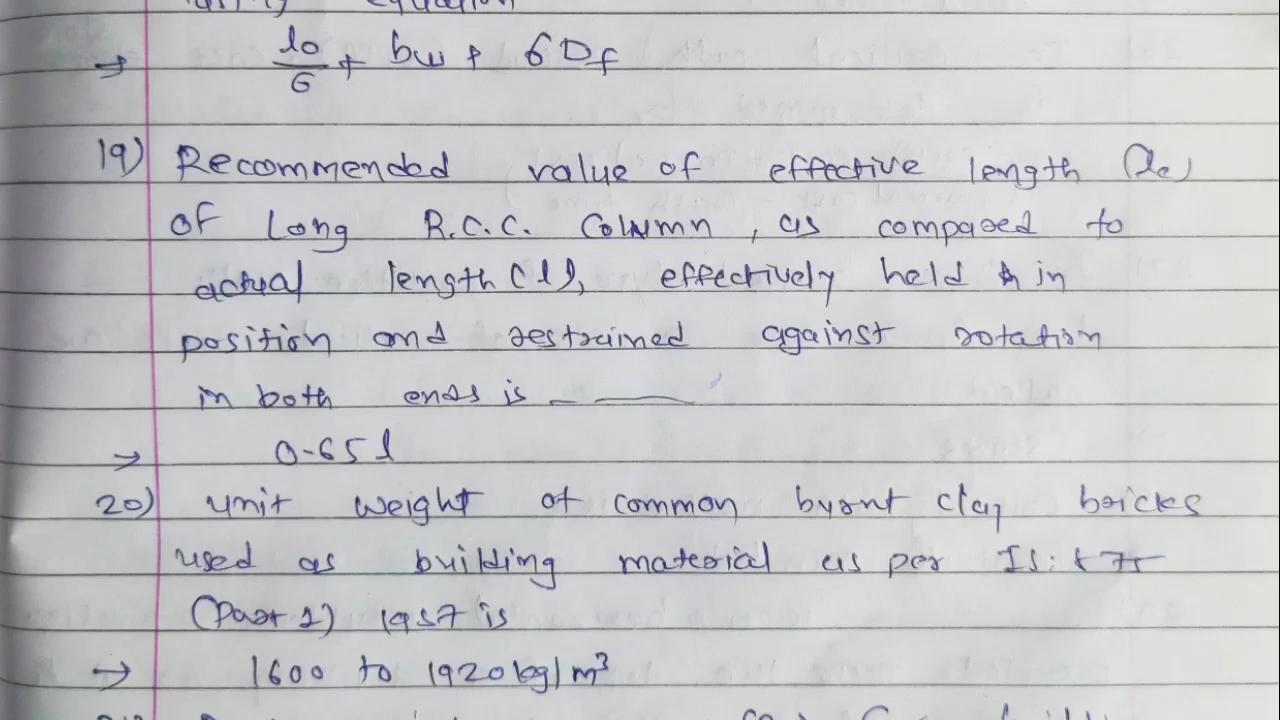 equation
→ lo/6 + bw + 6Df
19) Recommended value of effective length (le)
of Long R.C.C. Column, as compared to
actual length (l), effectively held in
position and restrained against rotation
in both ends is ______
→ 0.65 l
20) unit weight of common burnt clay bricks
used as building material as per IS: 875
(Part 1) 1987 is
→ 1600 to 1920 kg/m³